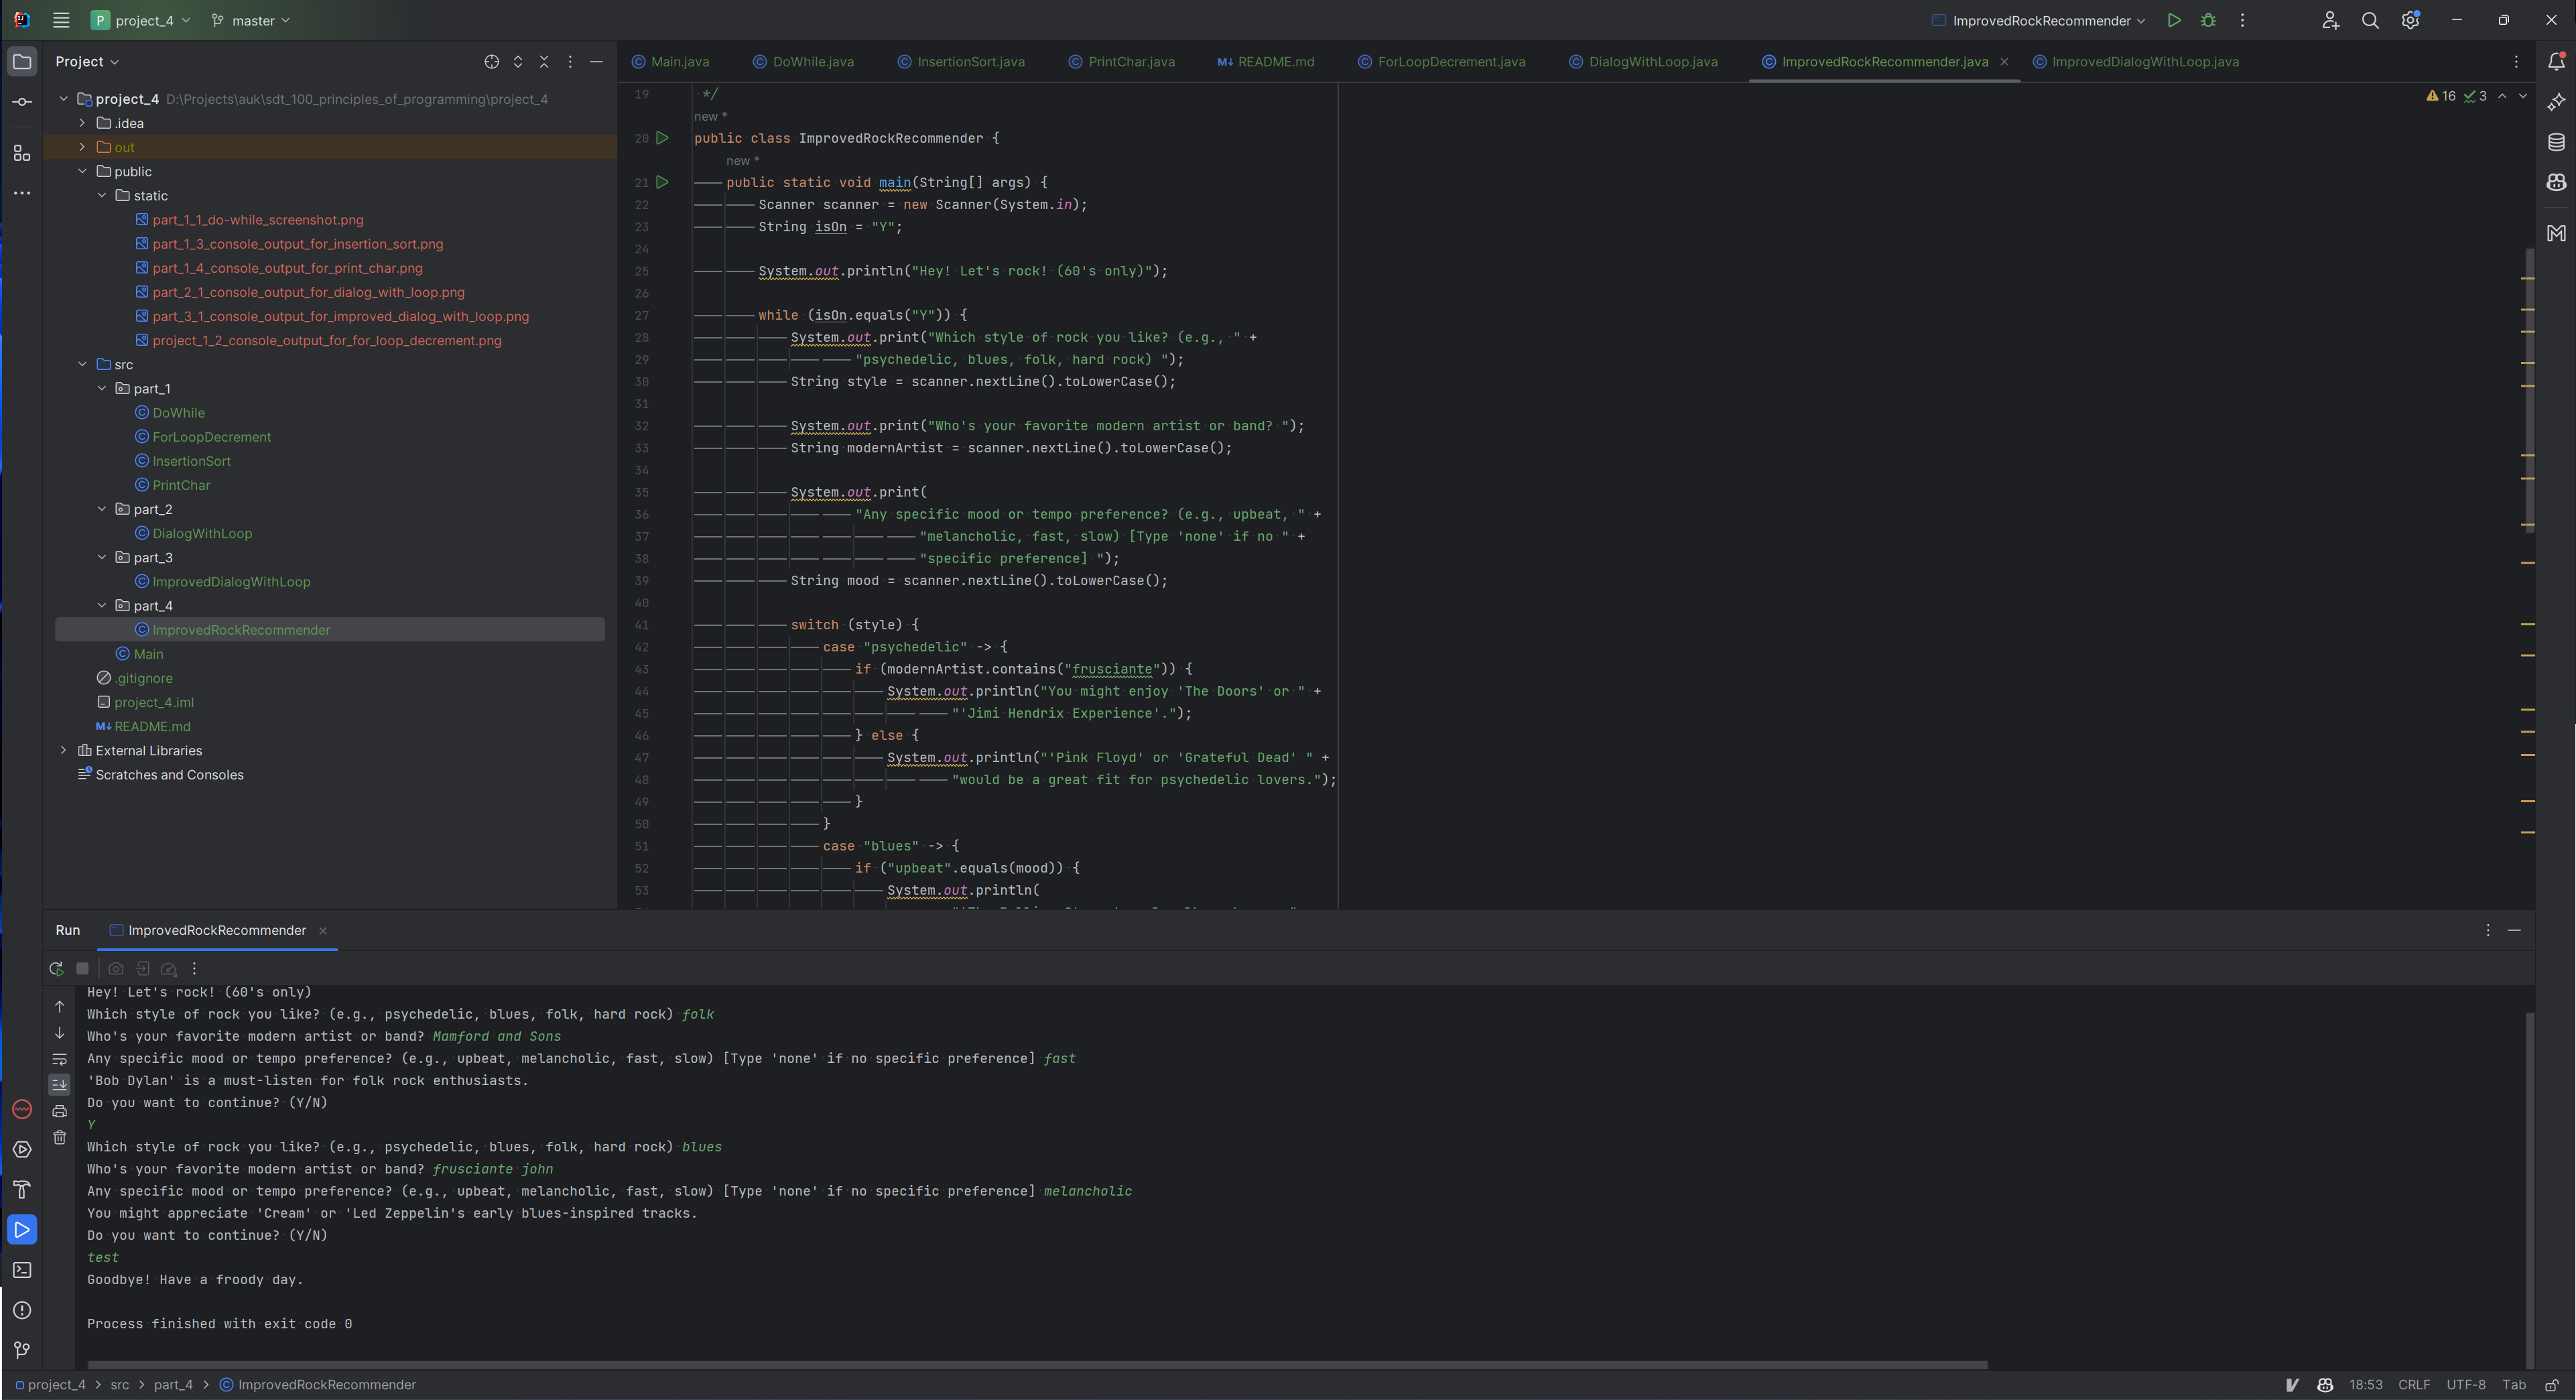 P project_4 master ImprovedRockRecommender
Project
Main.java DoWhile.java InsertionSort.java PrintChar.java README.md ForLoopDecrement.java DialogWithLoop.java ImprovedRockRecommender.java ImprovedDialogWithLoop.java
project_4 D:\Projects\auk\sdt_100_principles_of_programming\project_4
.idea
out
public
static
part_1_1_do-while_screenshot.png
part_1_3_console_output_for_insertion_sort.png
part_1_4_console_output_for_print_char.png
part_2_1_console_output_for_dialog_with_loop.png
part_3_1_console_output_for_improved_dialog_with_loop.png
project_1_2_console_output_for_for_loop_decrement.png
src
part_1
DoWhile
ForLoopDecrement
InsertionSort
PrintChar
part_2
DialogWithLoop
part_3
ImprovedDialogWithLoop
part_4
ImprovedRockRecommender
Main
.gitignore
project_4.iml
M↓ README.md
External Libraries
Scratches and Consoles
16 3
19 */
new *
20 public class ImprovedRockRecommender {
new *
21 public static void main(String[] args) {
22 Scanner scanner = new Scanner(System.in);
23 String isOn = "Y";
24
25 System.out.println("Hey! Let's rock! (60's only)");
26
27 while (isOn.equals("Y")) {
28 System.out.print("Which style of rock you like? (e.g., " +
29 "psychedelic, blues, folk, hard rock) ");
30 String style = scanner.nextLine().toLowerCase();
31
32 System.out.print("Who's your favorite modern artist or band? ");
33 String modernArtist = scanner.nextLine().toLowerCase();
34
35 System.out.print(
36 "Any specific mood or tempo preference? (e.g., upbeat, " +
37 "melancholic, fast, slow) [Type 'none' if no " +
38 "specific preference] ");
39 String mood = scanner.nextLine().toLowerCase();
40
41 switch (style) {
42 case "psychedelic" -> {
43 if (modernArtist.contains("frusciante")) {
44 System.out.println("You might enjoy 'The Doors' or " +
45 "'Jimi Hendrix Experience'.");
46 } else {
47 System.out.println("'Pink Floyd' or 'Grateful Dead' " +
48 "would be a great fit for psychedelic lovers.");
49 }
50 }
51 case "blues" -> {
52 if ("upbeat".equals(mood)) {
53 System.out.println(
Run ImprovedRockRecommender
Hey! Let's rock! (60's only)
Which style of rock you like? (e.g., psychedelic, blues, folk, hard rock) folk
Who's your favorite modern artist or band? Mamford and Sons
Any specific mood or tempo preference? (e.g., upbeat, melancholic, fast, slow) [Type 'none' if no specific preference] fast
'Bob Dylan' is a must-listen for folk rock enthusiasts.
Do you want to continue? (Y/N)
Y
Which style of rock you like? (e.g., psychedelic, blues, folk, hard rock) blues
Who's your favorite modern artist or band? frusciante john
Any specific mood or tempo preference? (e.g., upbeat, melancholic, fast, slow) [Type 'none' if no specific preference] melancholic
You might appreciate 'Cream' or 'Led Zeppelin's early blues-inspired tracks.
Do you want to continue? (Y/N)
test
Goodbye! Have a froody day.
Process finished with exit code 0
project_4 > src > part_4 > ImprovedRockRecommender 18:53 CRLF UTF-8 Tab